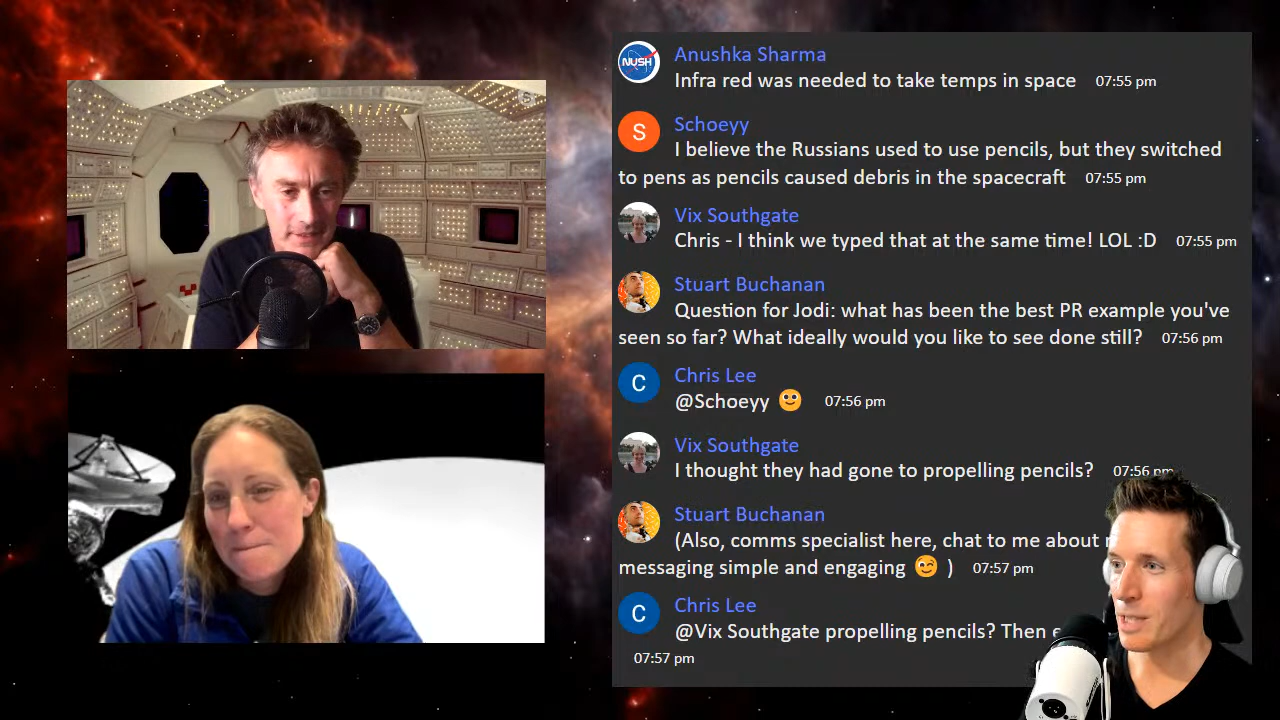 NUSH
Anushka Sharma
Infra red was needed to take temps in space 07:55 pm
S
Schoeyy
I believe the Russians used to use pencils, but they switched
to pens as pencils caused debris in the spacecraft 07:55 pm
Vix Southgate
Chris - I think we typed that at the same time! LOL :D 07:55 pm
Stuart Buchanan
Question for Jodi: what has been the best PR example you've
seen so far? What ideally would you like to see done still? 07:56 pm
C
Chris Lee
@Schoeyy 🙂 07:56 pm
Vix Southgate
I thought they had gone to propelling pencils? 07:56 pm
Stuart Buchanan
(Also, comms specialist here, chat to me about
messaging simple and engaging 😊 ) 07:57 pm
C
Chris Lee
@Vix Southgate propelling pencils? Then
07:57 pm